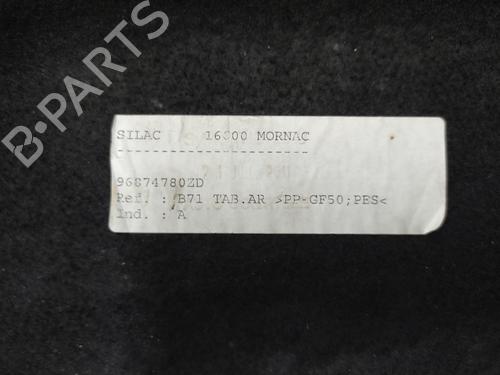 B-PARTS
SILAC 16000 MORNAC
-----------------------
96874780ZD
Ref. : B71 TAB.AR >PP-GF50;PES<
Ind. : A